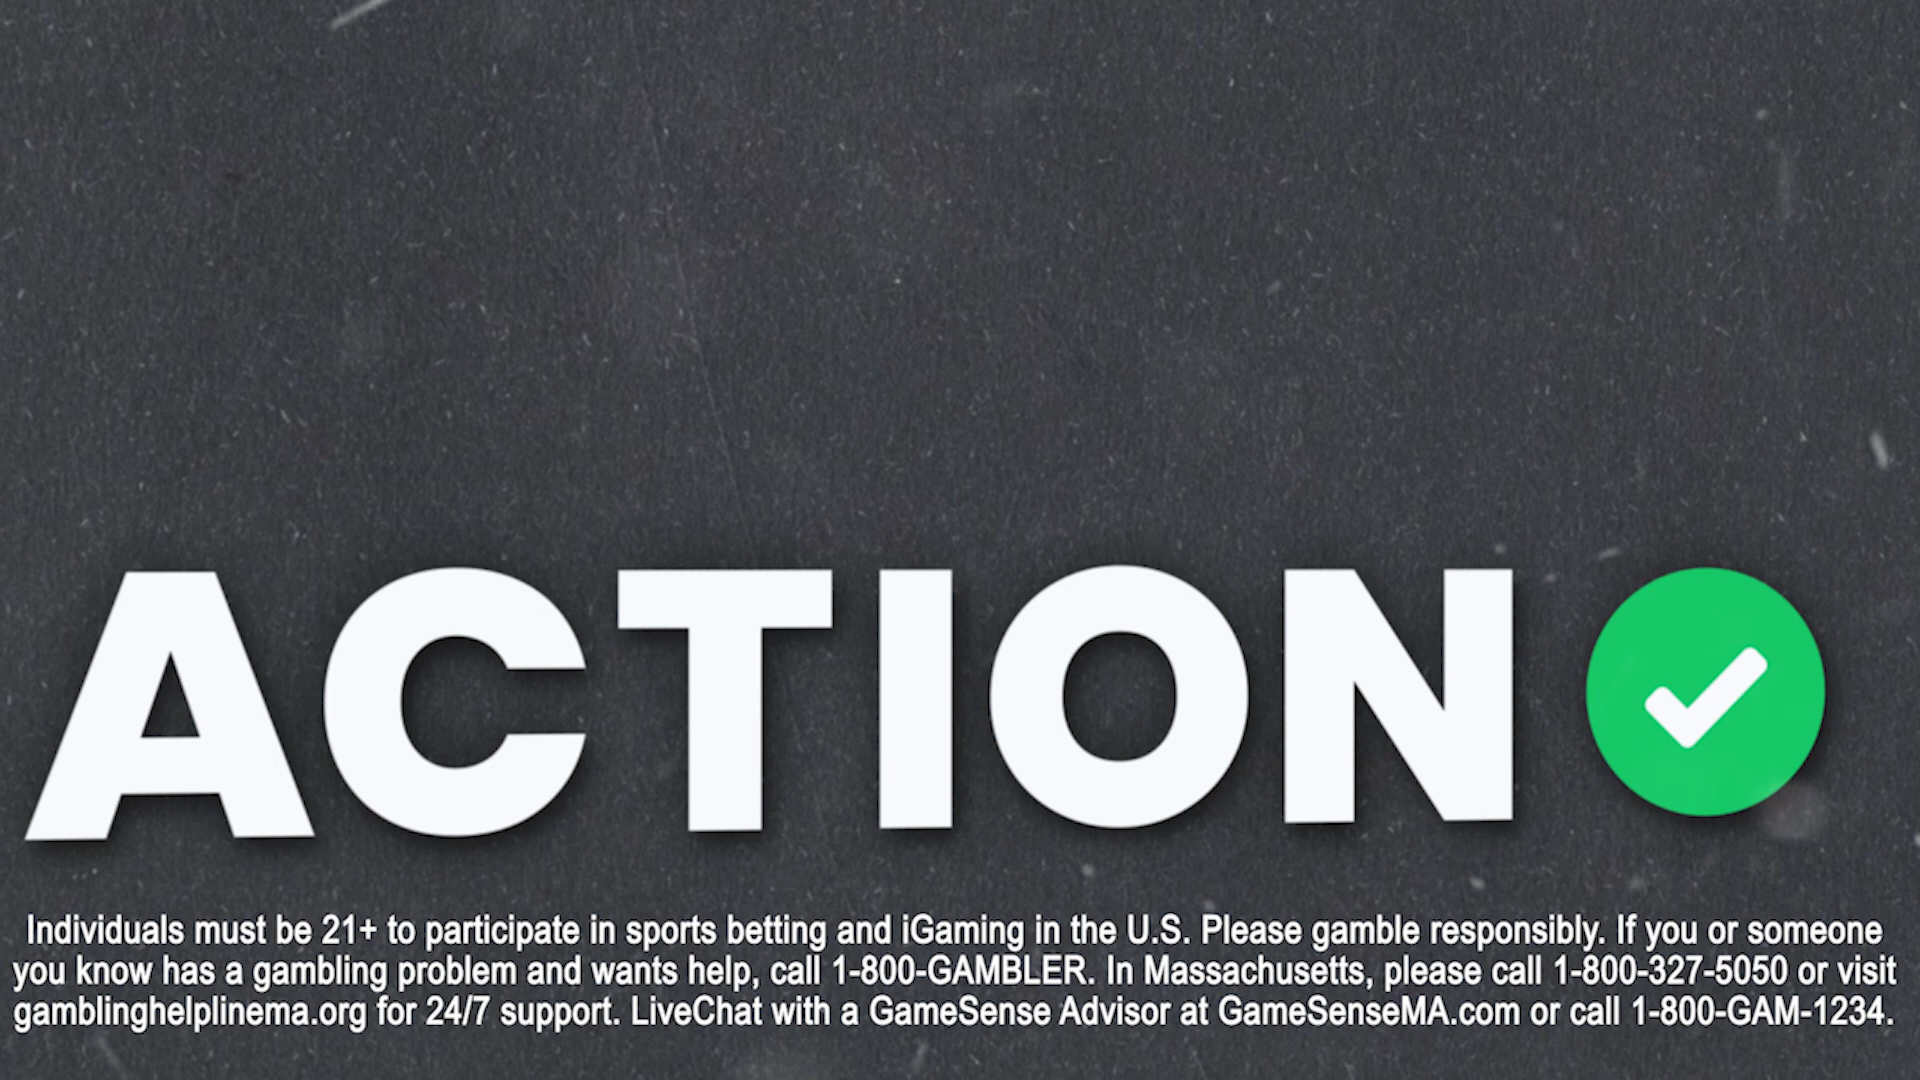 ACTION
Individuals must be 21+ to participate in sports betting and iGaming in the U.S. Please gamble responsibly. If you or someone
you know has a gambling problem and wants help, call 1-800-GAMBLER. In Massachusetts, please call 1-800-327-5050 or visit
gamblinghelplinema.org for 24/7 support. LiveChat with a GameSense Advisor at GameSenseMA.com or call 1-800-GAM-1234.